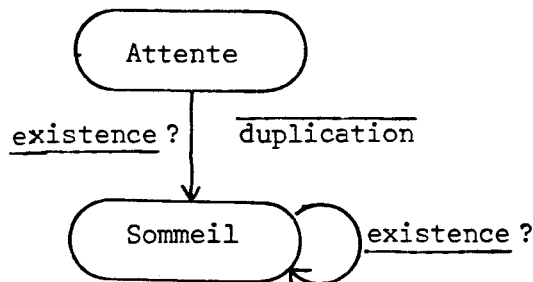 Attente
existence ? duplication
Sommeil
existence ?